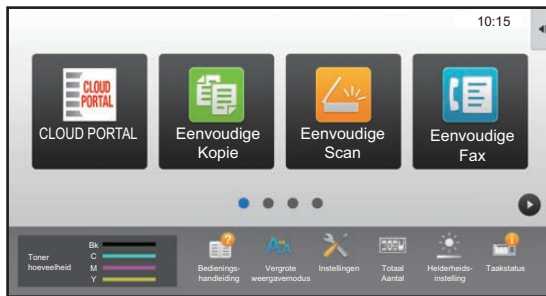 10:15
CLOUD
PORTAL
CLOUD PORTAL
Eenvoudige
Kopie
Eenvoudige
Scan
Eenvoudige
Fax
Toner
hoeveelheid
Bk
C
M
Y
Bedienings-
handleiding
Vergrote
weergavemodus
Instellingen
Totaal
Aantal
Helderheids-
instelling
Taakstatus